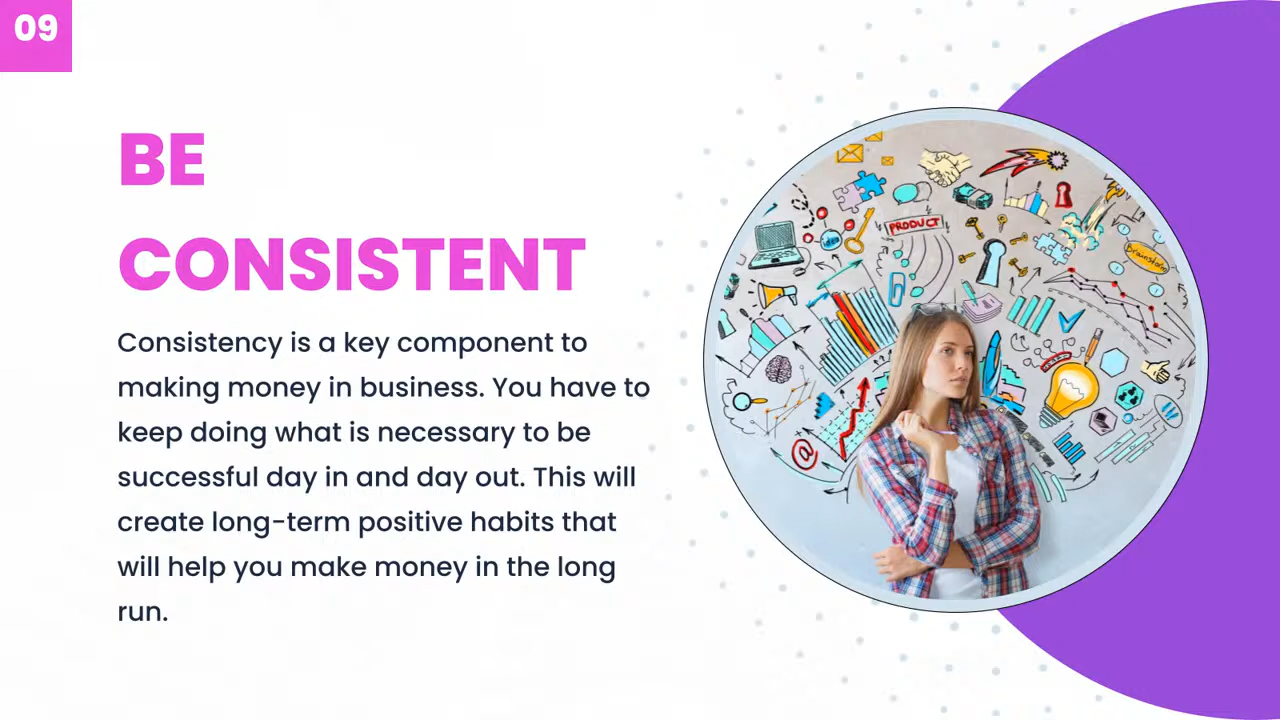 09
BE
CONSISTENT
Consistency is a key component to
making money in business. You have to
keep doing what is necessary to be
successful day in and day out. This will
create long-term positive habits that
will help you make money in the long
run.
PRODUCT
idea
Brainstorm
@